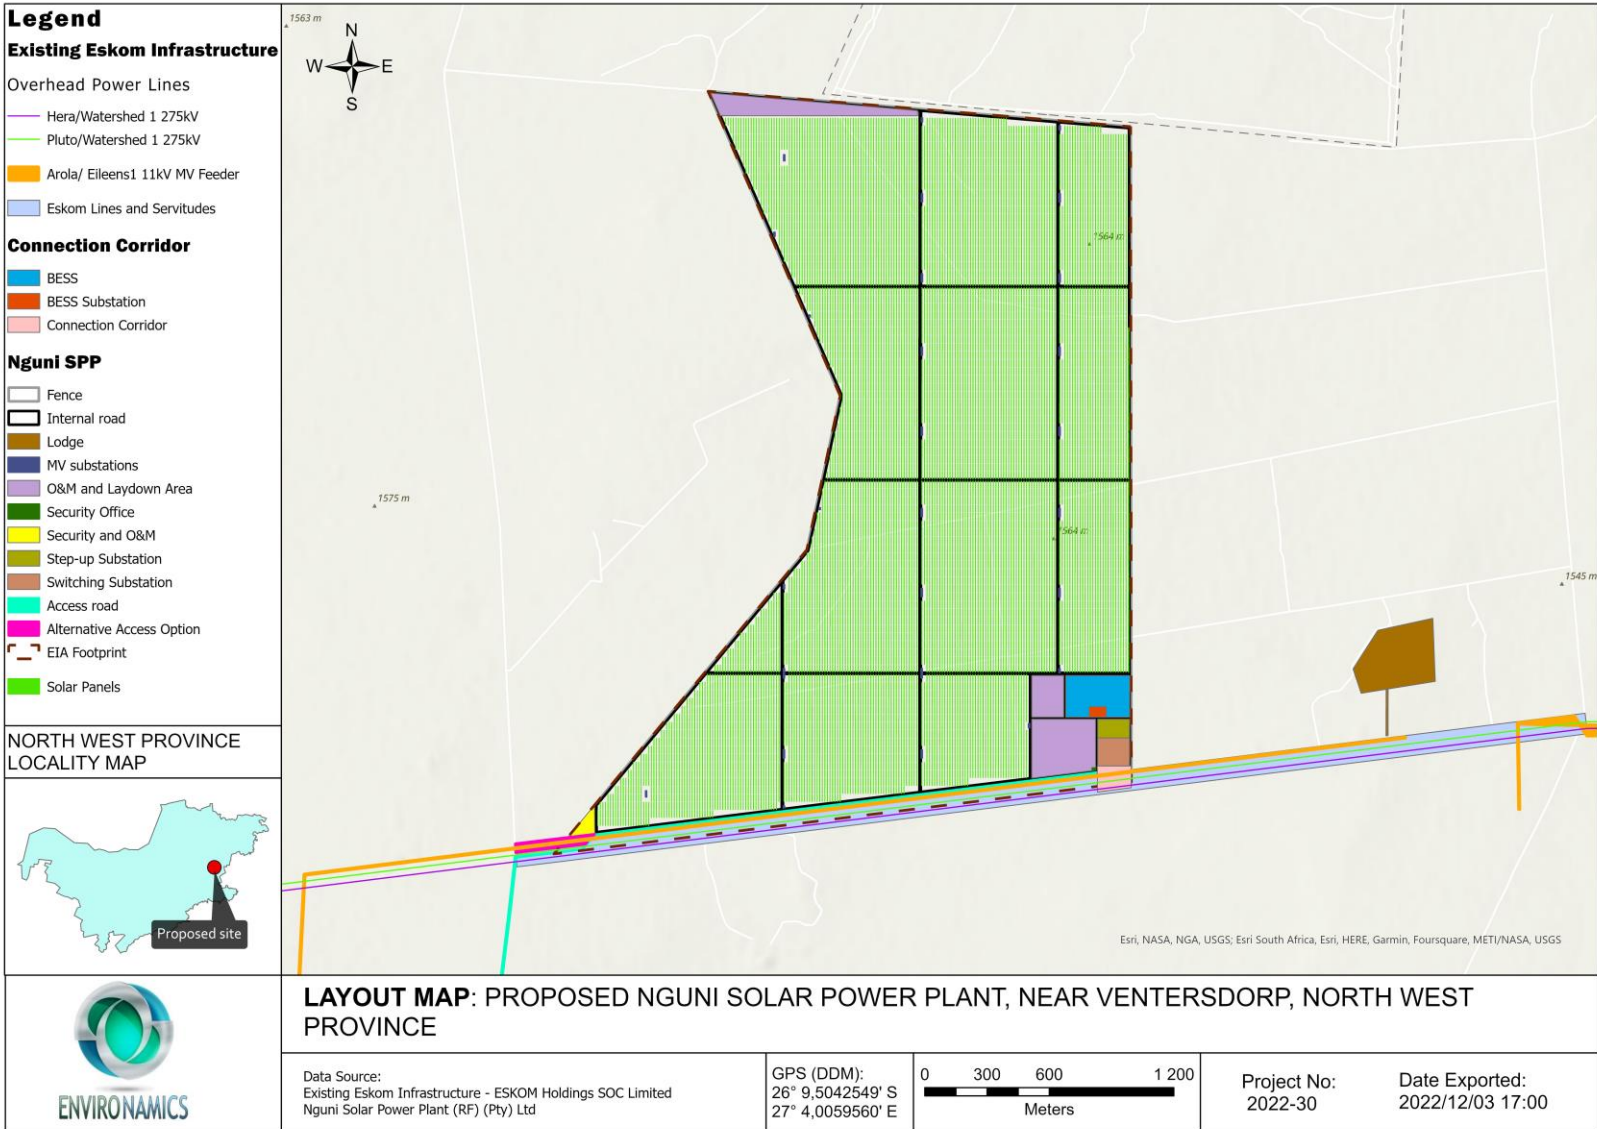 Legend
Existing Eskom Infrastructure
Overhead Power Lines
Hera/Watershed 1 275kV
Pluto/Watershed 1 275kV
Arola/ Eileens1 11kV MV Feeder
Eskom Lines and Servitudes
Connection Corridor
BESS
BESS Substation
Connection Corridor
Nguni SPP
Fence
Internal road
Lodge
MV substations
O&M and Laydown Area
Security Office
Security and O&M
Step-up Substation
Switching Substation
Access road
Alternative Access Option
EIA Footprint
Solar Panels
NORTH WEST PROVINCE
LOCALITY MAP
Proposed site
ENVIRONAMICS
1563 m
N
W E
S
1564 m
1575 m
1564 m
1545 m
Esri, NASA, NGA, USGS; Esri South Africa, Esri, HERE, Garmin, Foursquare, METI/NASA, USGS
LAYOUT MAP: PROPOSED NGUNI SOLAR POWER PLANT, NEAR VENTERSDORP, NORTH WEST
PROVINCE
Data Source:
Existing Eskom Infrastructure - ESKOM Holdings SOC Limited
Nguni Solar Power Plant (RF) (Pty) Ltd
GPS (DDM):
26° 9,5042549' S
27° 4,0059560' E
0 300 600 1 200
Meters
Project No:
2022-30
Date Exported:
2022/12/03 17:00